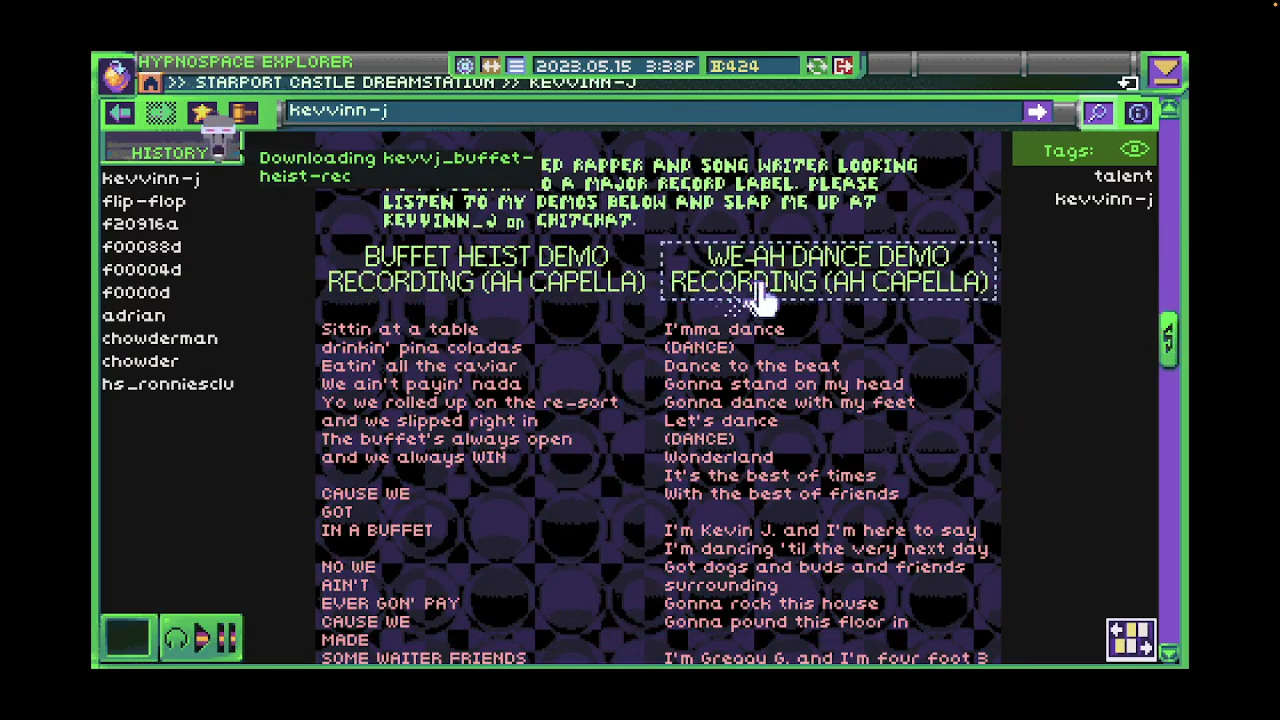 HYPNOSPACE EXPLORER
2023.05.15 3:38P
424
>> STARPORT CASTLE DREAMSTATION >> KEVVINN-J
kevvinn-j
HISTORY
kevvinn-j
flip-flop
f20916a
f00088d
f00004d
f0000d
adrian
chowderman
chowder
hs_ronniesclu
Downloading kevvj_buffet-
heist-rec
ED RAPPER AND SONG WRITER LOOKING
O A MAJOR RECORD LABEL. PLEASE
LISTEN TO MY DEMOS BELOW AND SLAP ME UP AT
KEVVINN_J on CHITCHAT.
BUFFET HEIST DEMO
RECORDING (AH CAPELLA)
Sittin at a table
drinkin' pina coladas
Eatin' all the caviar
We ain't payin' nada
Yo we rolled up on the re-sort
and we slipped right in
The buffet's always open
and we always WIN
CAUSE WE
GOT
IN A BUFFET
NO WE
AIN'T
EVER GON' PAY
CAUSE WE
MADE
SOME WAITER FRIENDS
WE-AH DANCE DEMO
RECORDING (AH CAPELLA)
I'mma dance
(DANCE)
Dance to the beat
Gonna stand on my head
Gonna dance with my feet
Let's dance
(DANCE)
Wonderland
It's the best of times
With the best of friends
I'm Kevin J. and I'm here to say
I'm dancing 'til the very next day
Got dogs and buds and friends
surrounding
Gonna rock this house
Gonna pound this floor in
I'm Greggy G. and I'm four foot 3
Tags:
talent
kevvinn-j